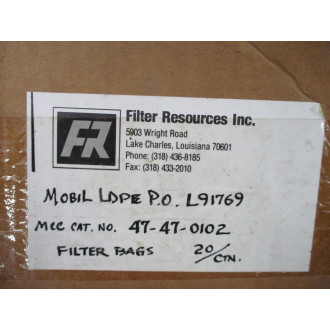 FR
Filter Resources Inc.
5903 Wright Road
Lake Charles, Louisiana 70601
Phone: (318) 436-8185
Fax: (318) 433-2010
MOBIL LDPE P.O. L91769
MCC CAT. NO. 47-47-0102
FILTER BAGS 20/CTN.